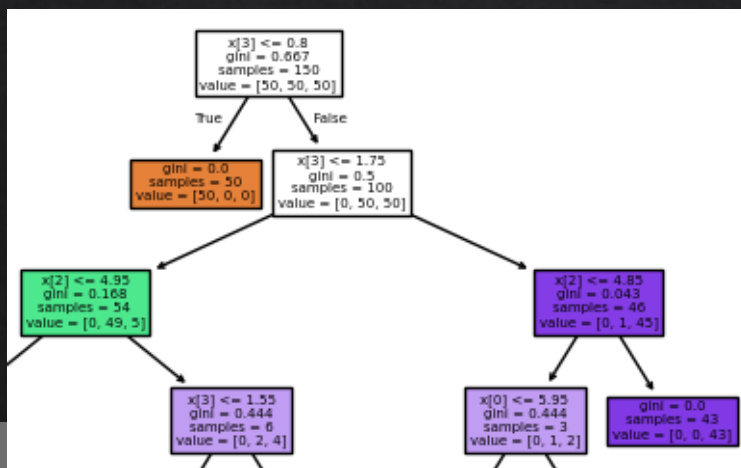 x[3] <= 0.8
gini = 0.667
samples = 150
value = [50, 50, 50]
True
False
gini = 0.0
samples = 50
value = [50, 0, 0]
x[3] <= 1.75
gini = 0.5
samples = 100
value = [0, 50, 50]
x[2] <= 4.95
gini = 0.168
samples = 54
value = [0, 49, 5]
x[2] <= 4.85
gini = 0.043
samples = 46
value = [0, 1, 45]
x[3] <= 1.55
gini = 0.444
samples = 6
value = [0, 2, 4]
x[0] <= 5.95
gini = 0.444
samples = 3
value = [0, 1, 2]
gini = 0.0
samples = 43
value = [0, 0, 43]